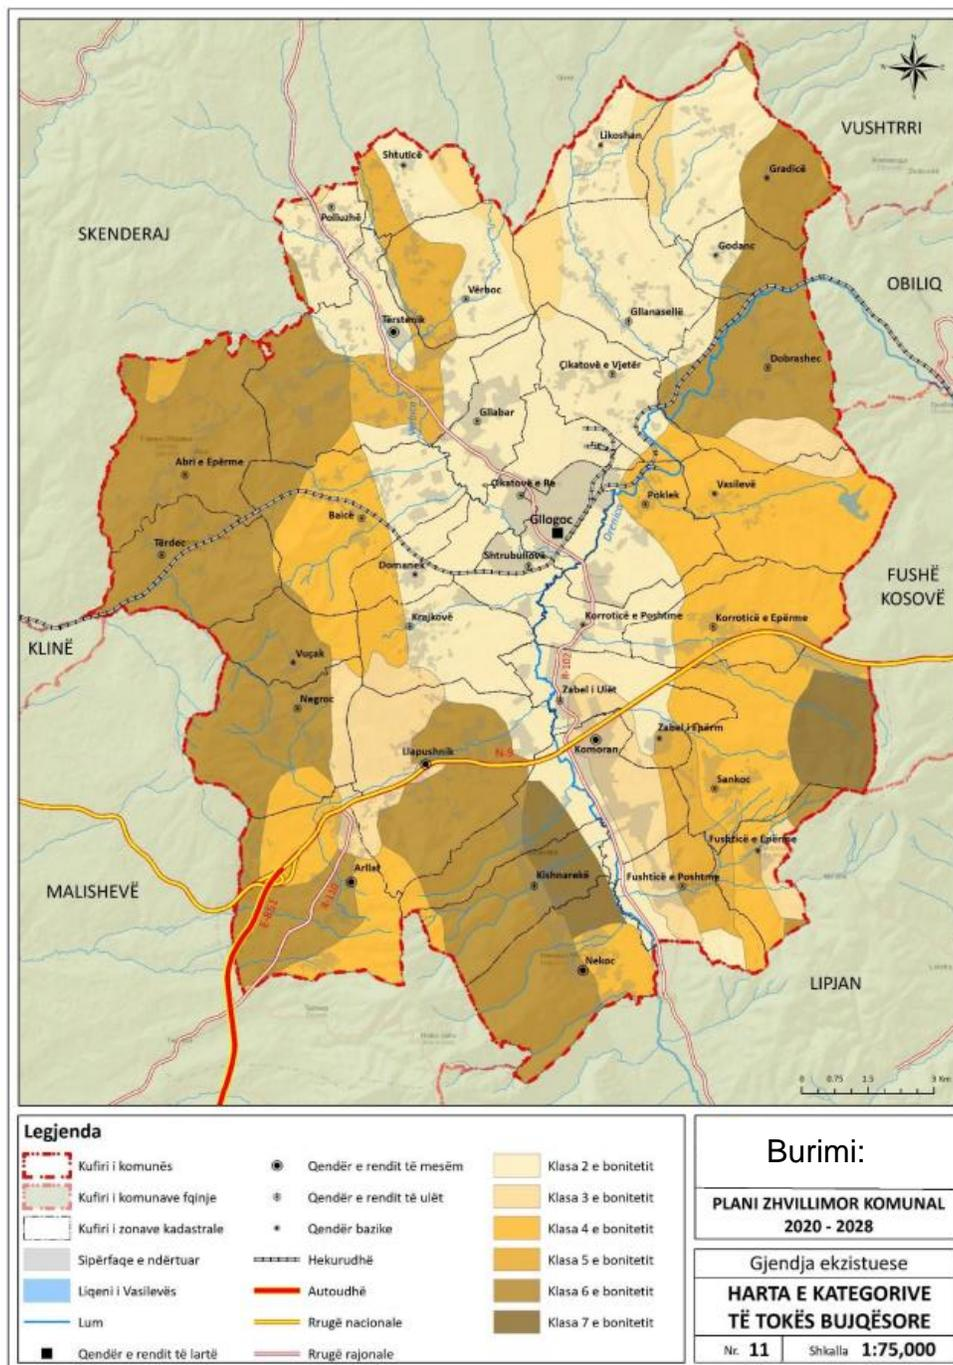 VUSHTRRI
Likoshan
Shtuticë
Gradicë
Polluzhë
SKENDERAJ
Godanc
OBILIQ
Vërboc
Tërstenik
Gllanasellë
Dobrashec
Çikatovë e Vjetër
Gllabar
Abri e Epërme
Çikatovë e Re
Vasilevë
Poklek
Baicë
Gllogoc
Drenica
Tërdec
Shtrubullovë
Domanek
FUSHË
KOSOVË
Krajkovë
Korroticë e Poshtme
Korroticë e Epërme
KLINË
Vuçak
R-102
Negroc
Zabel i Ulët
Zabel i Epërm
Llapushnik
N-9
Komoran
Sankoc
Fushticë e Epërme
MALISHEVË
Arllat
Kishnarekë
Fushticë e Poshtme
E-851
R-110
Nekoc
LIPJAN
0 0.75 1.5 3 Km
Legjenda
Kufiri i komunës
Kufiri i komunave fqinje
Kufiri i zonave kadastrale
Sipërfaqe e ndërtuar
Liqeni i Vasilevës
Lum
Qendër e rendit të lartë
Qendër e rendit të mesëm
Qendër e rendit të ulët
Qendër bazike
Hekurudhë
Autoudhë
Rrugë nacionale
Rrugë rajonale
Klasa 2 e bonitetit
Klasa 3 e bonitetit
Klasa 4 e bonitetit
Klasa 5 e bonitetit
Klasa 6 e bonitetit
Klasa 7 e bonitetit
Burimi:
PLANI ZHVILLIMOR KOMUNAL
2020 - 2028
Gjendja ekzistuese
HARTA E KATEGORIVE
TË TOKËS BUJQËSORE
Nr. 11 Shkalla 1:75,000